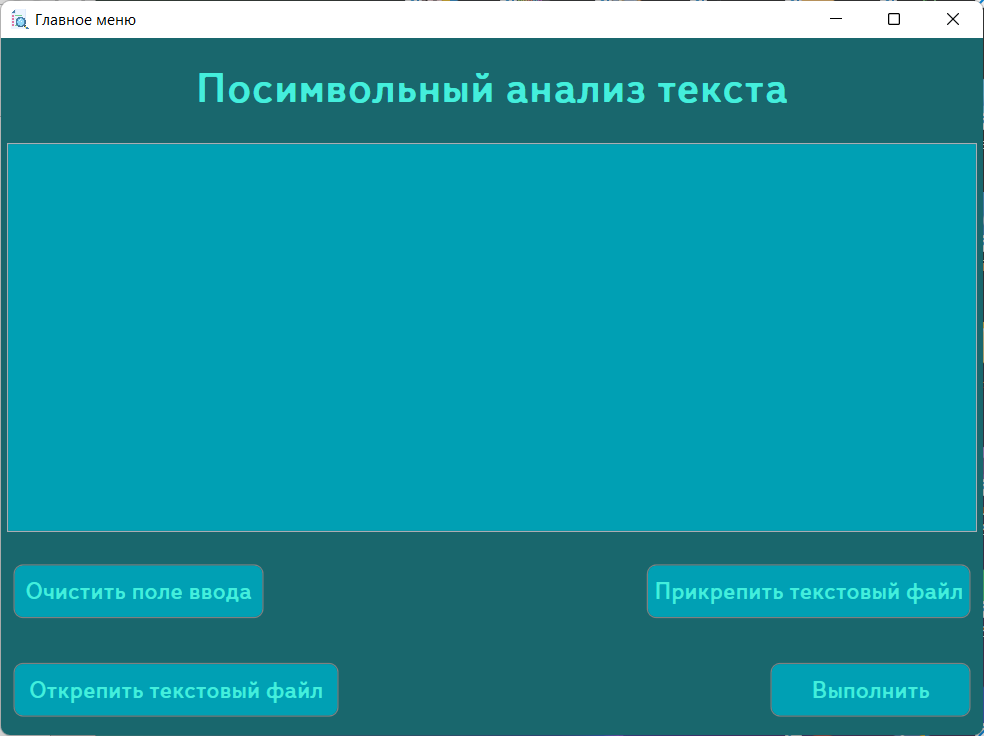 Главное меню
Посимвольный анализ текста
Очистить поле ввода
Прикрепить текстовый файл
Открепить текстовый файл
Выполнить